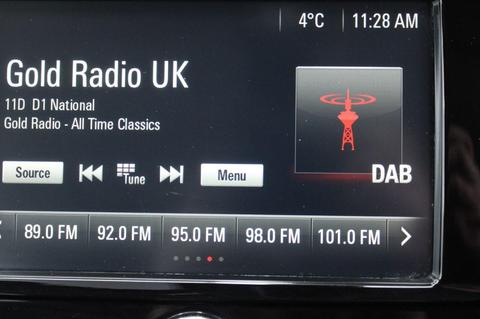 4°C 11:28 AM
Gold Radio UK
11D D1 National
Gold Radio - All Time Classics
DAB
Source Tune Menu
89.0 FM 92.0 FM 95.0 FM 98.0 FM 101.0 FM